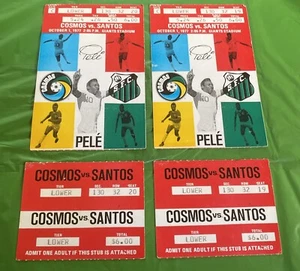 COSMOS vs. SANTOS
OCTOBER 1, 1977 2:00 P.M. GIANTS STADIUM
Pelé
COSMOS
PELÉ
COSMOS vs. SANTOS
OCTOBER 1, 1977 2:00 P.M. GIANTS STADIUM
Pelé
COSMOS
PELÉ
COSMOS vs. SANTOS
TIER SEC. ROW SEAT
LOWER 130 32 20
COSMOS vs. SANTOS
TIER TOTAL
LOWER $6.00
ADMIT ONE ADULT IF THIS STUB IS ATTACHED
COSMOS vs. SANTOS
TIER SEC. ROW SEAT
LOWER 130 32 19
COSMOS vs. SANTOS
TIER TOTAL
LOWER $6.00
ADMIT ONE ADULT IF THIS STUB IS ATTACHED